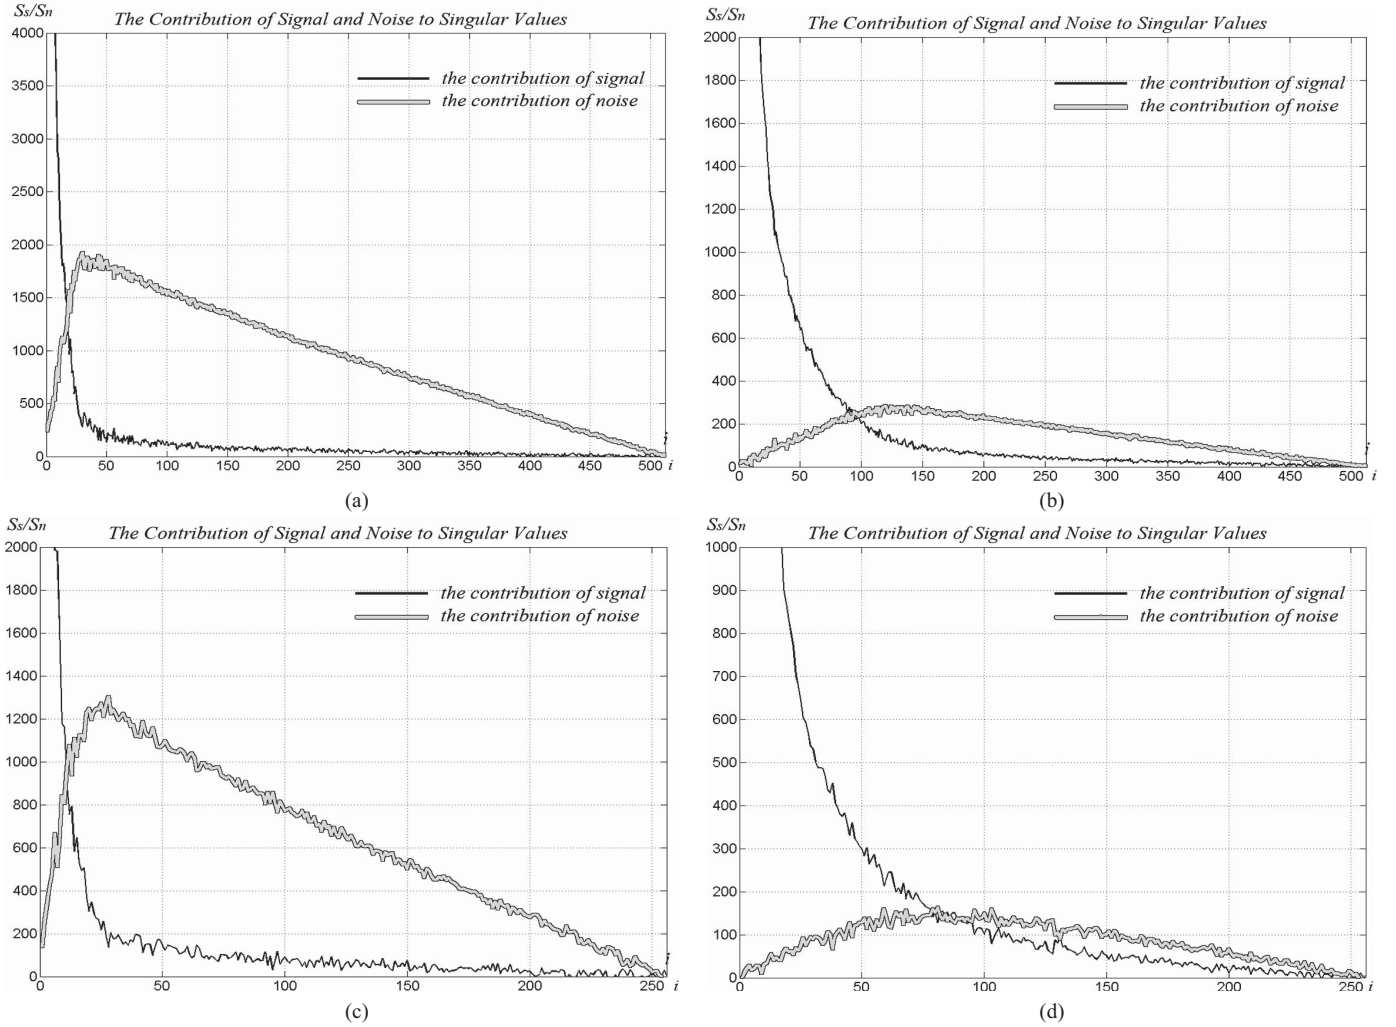 Ss/Sn
The Contribution of Signal and Noise to Singular Values
4000
3500
3000
2500
2000
1500
1000
500
0
the contribution of signal
the contribution of noise
i
0 50 100 150 200 250 300 350 400 450 500 i
(a)
Ss/Sn
The Contribution of Signal and Noise to Singular Values
2000
1800
1600
1400
1200
1000
800
600
400
200
0
the contribution of signal
the contribution of noise
i
0 50 100 150 200 250 300 350 400 450 500 i
(b)
Ss/Sn
The Contribution of Signal and Noise to Singular Values
2000
1800
1600
1400
1200
1000
800
600
400
200
0
the contribution of signal
the contribution of noise
i
0 50 100 150 200 250 i
(c)
Ss/Sn
The Contribution of Signal and Noise to Singular Values
1000
900
800
700
600
500
400
300
200
100
0
the contribution of signal
the contribution of noise
i
0 50 100 150 200 250 i
(d)